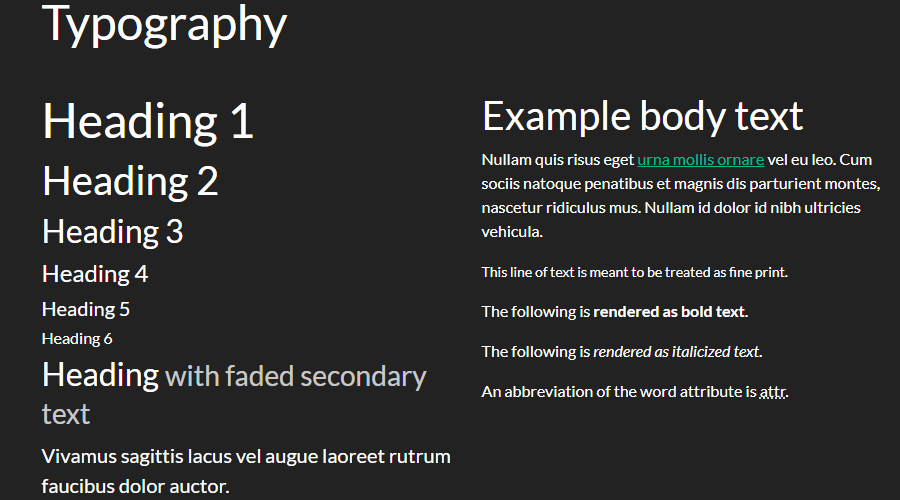 Typography
Heading 1
Heading 2
Heading 3
Heading 4
Heading 5
Heading 6
Heading with faded secondary
text
Vivamus sagittis lacus vel augue laoreet rutrum
faucibus dolor auctor.
Example body text
Nullam quis risus eget urna mollis ornare vel eu leo. Cum
sociis natoque penatibus et magnis dis parturient montes,
nascetur ridiculus mus. Nullam id dolor id nibh ultricies
vehicula.
This line of text is meant to be treated as fine print.
The following is rendered as bold text.
The following is rendered as italicized text.
An abbreviation of the word attribute is attr.